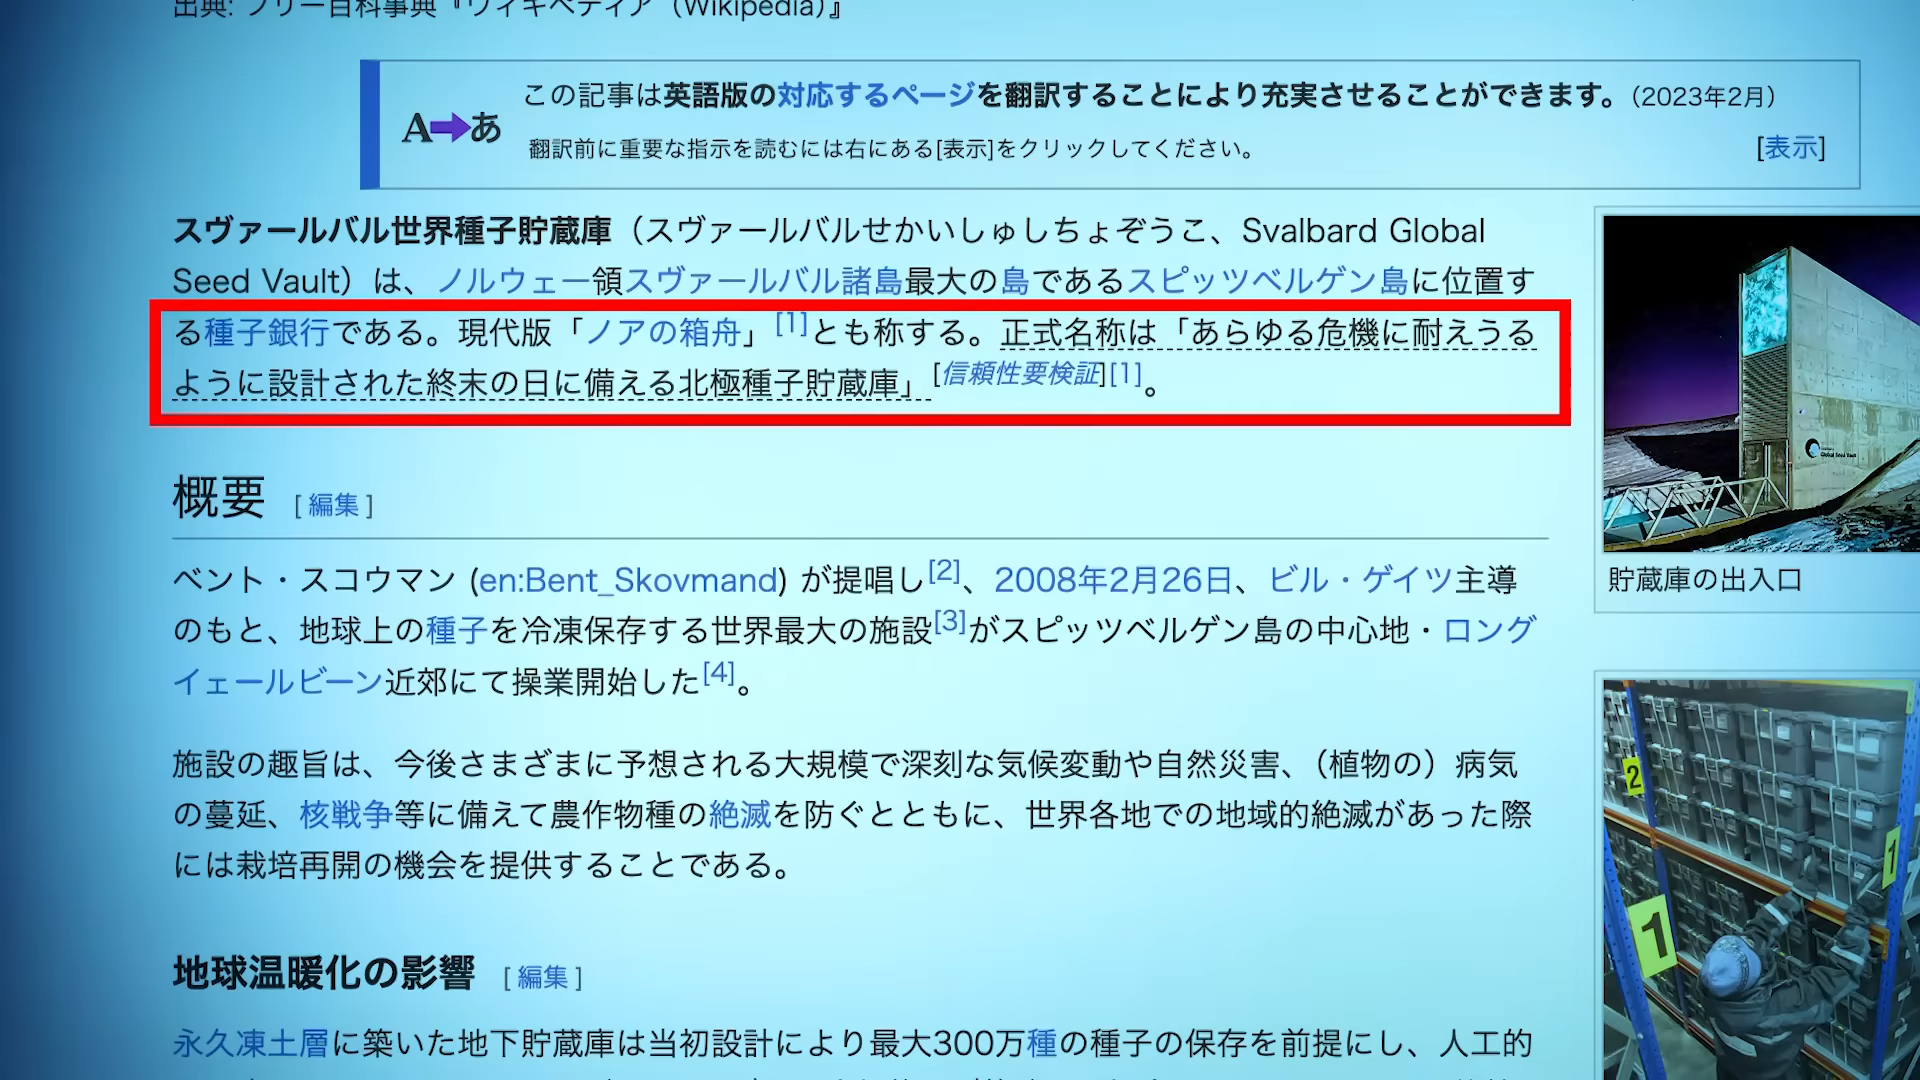 出典: フリー百科事典『ウィキペディア（Wikipedia）』
この記事は英語版の対応するページを翻訳することにより充実させることができます。（2023年2月）
A➡あ
翻訳前に重要な指示を読むには右にある[表示]をクリックしてください。
[表示]
スヴァールバル世界種子貯蔵庫（スヴァールバルせかいしゅしちょぞうこ、Svalbard Global
Seed Vault）は、ノルウェー領スヴァールバル諸島最大の島であるスピッツベルゲン島に位置す
る種子銀行である。現代版「ノアの箱舟」[1]とも称する。正式名称は「あらゆる危機に耐えうる
ように設計された終末の日に備える北極種子貯蔵庫」[信頼性要検証][1]。
概要 [編集]
ベント・スコウマン (en:Bent_Skovmand) が提唱し[2]、2008年2月26日、ビル・ゲイツ主導
のもと、地球上の種子を冷凍保存する世界最大の施設[3]がスピッツベルゲン島の中心地・ロング
イェールビーン近郊にて操業開始した[4]。
施設の趣旨は、今後さまざまに予想される大規模で深刻な気候変動や自然災害、（植物の）病気
の蔓延、核戦争等に備えて農作物種の絶滅を防ぐとともに、世界各地での地域的絶滅があった際
には栽培再開の機会を提供することである。
地球温暖化の影響 [編集]
永久凍土層に築いた地下貯蔵庫は当初設計により最大300万種の種子の保存を前提にし、人工的
Global Seed Vault
貯蔵庫の出入口
2
1
1